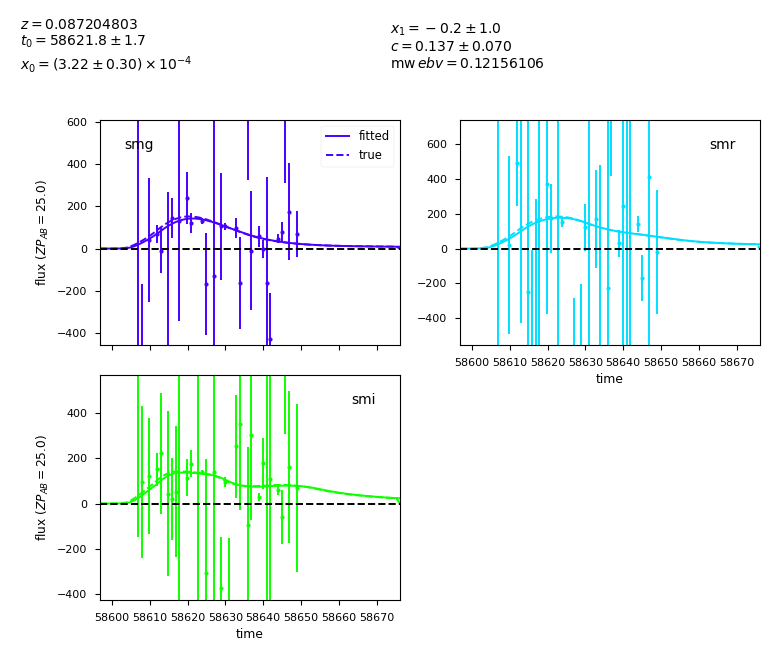 z = 0.087204803
t₀ = 58621.8 ± 1.7
x₀ = (3.22 ± 0.30) × 10⁻⁴
x₁ = −0.2 ± 1.0
c = 0.137 ± 0.070
mw ebv = 0.12156106
600
400
200
0
−200
−400
flux (ZP_AB = 25.0)
smg
fitted
true
600
400
200
0
−200
−400
smr
58600 58610 58620 58630 58640 58650 58660 58670
time
400
200
0
−200
−400
flux (ZP_AB = 25.0)
smi
58600 58610 58620 58630 58640 58650 58660 58670
time